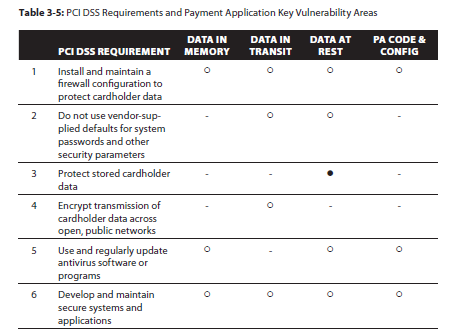 Table 3-5: PCI DSS Requirements and Payment Application Key Vulnerability Areas
PCI DSS REQUIREMENT DATA IN MEMORY DATA IN TRANSIT DATA AT REST PA CODE & CONFIG
1 Install and maintain a ○ ○ ○ ○
firewall configuration to
protect cardholder data
2 Do not use vendor-sup- - ○ ○ -
plied defaults for system
passwords and other
security parameters
3 Protect stored cardholder - - ● -
data
4 Encrypt transmission of - ○ - -
cardholder data across
open, public networks
5 Use and regularly update ○ - ○ ○
antivirus software or
programs
6 Develop and maintain ○ ○ ○ ○
secure systems and
applications